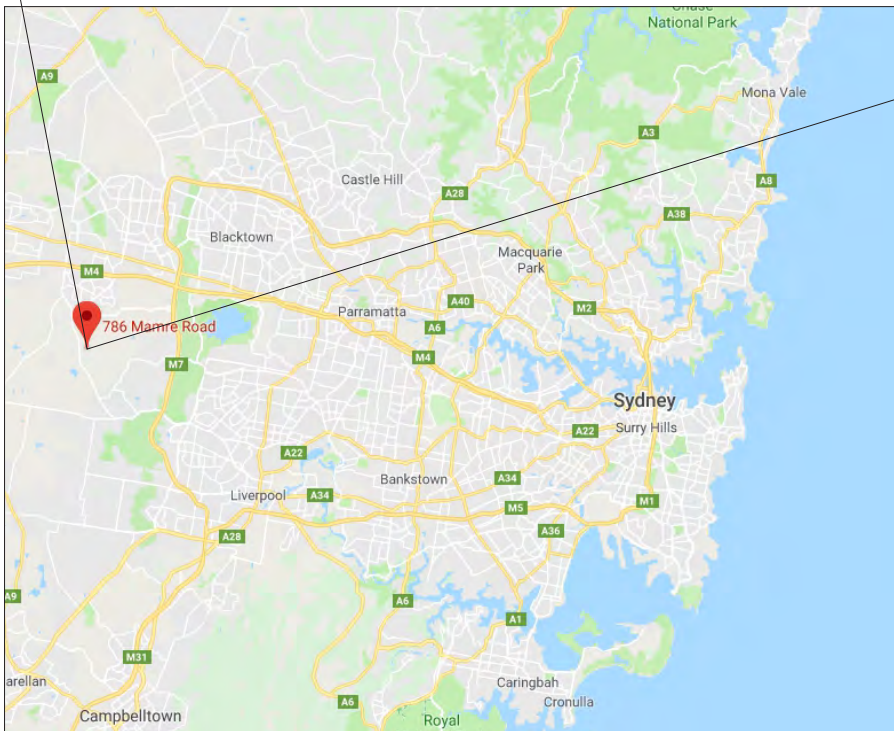 Chase
National Park
A9
Mona Vale
A3
Castle Hill
A28
A8
A38
Blacktown
Macquarie
Park
M4
A40
M2
Parramatta
786 Mamre Road
A6
M4
M7
Sydney
Surry Hills
A22
A22
Bankstown
A34
Liverpool
A34
M1
M5
A36
A28
A9
A6
A1
M31
arellan
Caringbah
A6
Cronulla
Campbelltown
Royal